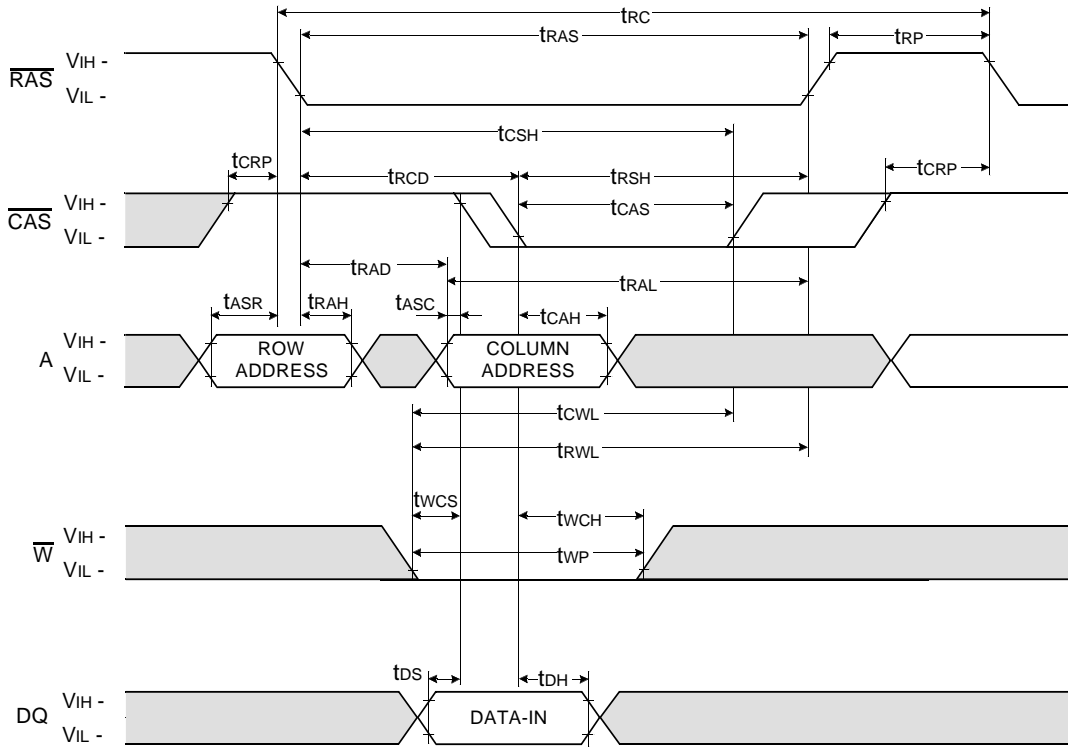 tRC
tRAS
tRP
RAS
VIH -
VIL -
tCSH
tCRP
tRCD
tRSH
tCRP
CAS
VIH -
VIL -
tCAS
tRAD
tRAL
tASR
tRAH
tASC
tCAH
A
VIH -
VIL -
ROW
ADDRESS
COLUMN
ADDRESS
tCWL
tRWL
tWCS
tWCH
W
VIH -
VIL -
tWP
tDS
tDH
DQ
VIH -
VIL -
DATA-IN